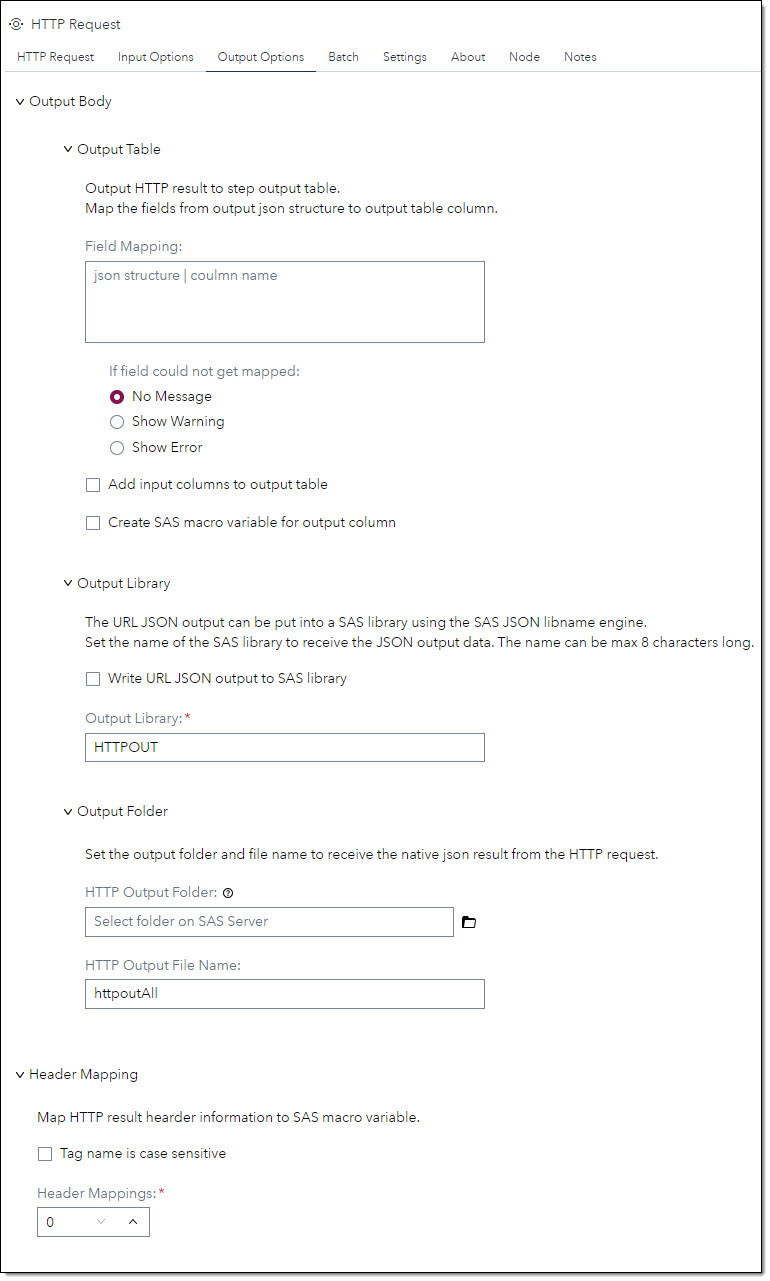 HTTP Request
HTTP Request Input Options Output Options Batch Settings About Node Notes
Output Body
Output Table
Output HTTP result to step output table.
Map the fields from output json structure to output table column.
Field Mapping:
json structure | coulmn name
If field could not get mapped:
No Message
Show Warning
Show Error
Add input columns to output table
Create SAS macro variable for output column
Output Library
The URL JSON output can be put into a SAS library using the SAS JSON libname engine.
Set the name of the SAS library to receive the JSON output data. The name can be max 8 characters long.
Write URL JSON output to SAS library
Output Library:*
HTTPOUT
Output Folder
Set the output folder and file name to receive the native json result from the HTTP request.
HTTP Output Folder: ?
Select folder on SAS Server
HTTP Output File Name:
httpoutAll
Header Mapping
Map HTTP result hearder information to SAS macro variable.
Tag name is case sensitive
Header Mappings:*
0